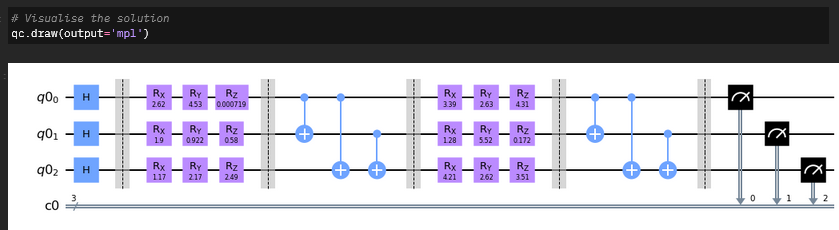 # Visualise the solution
qc.draw(output='mpl')
q0₀ H RX 2.62 RY 4.53 RZ 0.000719 RX 3.39 RY 2.63 RZ 4.31
q0₁ H RX 1.9 RY 0.922 RZ 0.58 RX 1.28 RY 5.52 RZ 0.172
q0₂ H RX 1.17 RY 2.17 RZ 2.49 RX 4.21 RY 2.62 RZ 3.51
c0 3 0 1 2